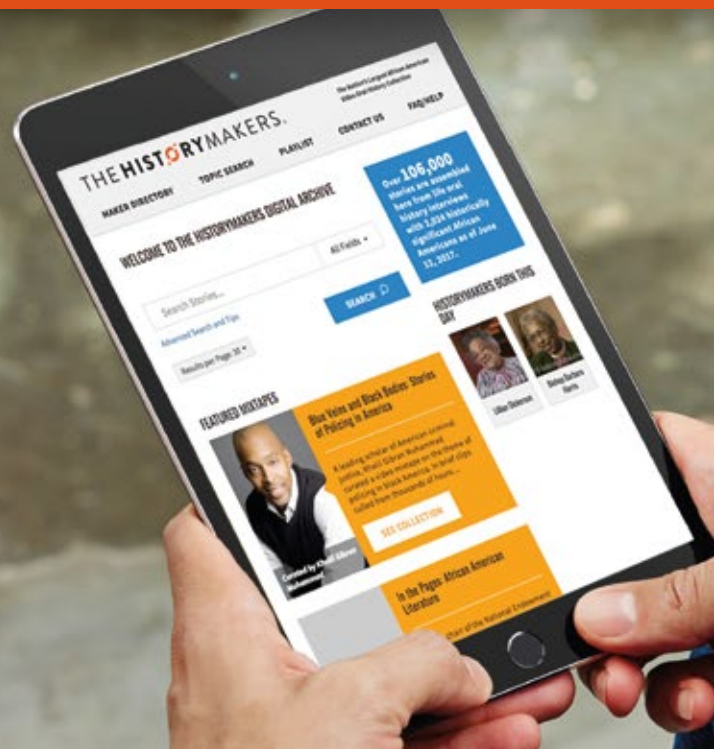 THE HISTORYMAKERS.
The Nation's Largest African American
Video Oral History Collection
MAKER DIRECTORY
TOPIC SEARCH
PLAYLIST
CONTACT US
FAQ/HELP
WELCOME TO THE HISTORYMAKERS DIGITAL ARCHIVE
Over 106,000
stories are assembled
here from life oral
history interviews
with 2,024 historically
significant African
Americans as of June
12, 2017.
Search Stories...
All Fields
SEARCH
Advanced Search and Tips
Results per Page: 30
HISTORYMAKERS BORN THIS
DAY
Lillian Dickerson
Bishop Barbara
Harris
FEATURED MIXTAPES
Blue Veins and Black Bodies: Stories
of Policing in America
A leading scholar of American criminal
justice, Khalil Gibran Muhammad
curated a video mixtape on the theme of
policing in black America. In brief clips
culled from thousands of hours...
SEE COLLECTION
Curated by Khalil Gibran
Muhammad
In the Pages: African American
Literature
chair of the National Endowment